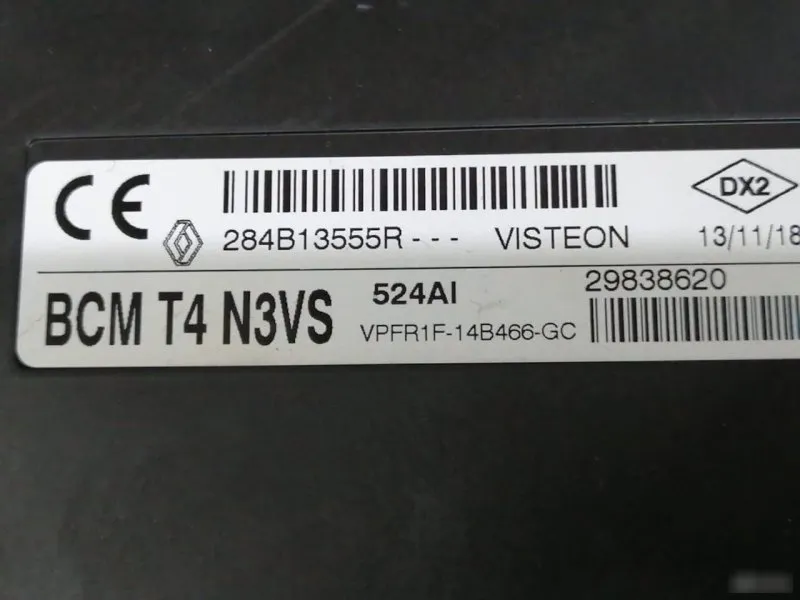 CE 284B13555R - - - VISTEON DX2 13/11/18
BCM T4 N3VS 524AI 29838620
VPFR1F-14B466-GC